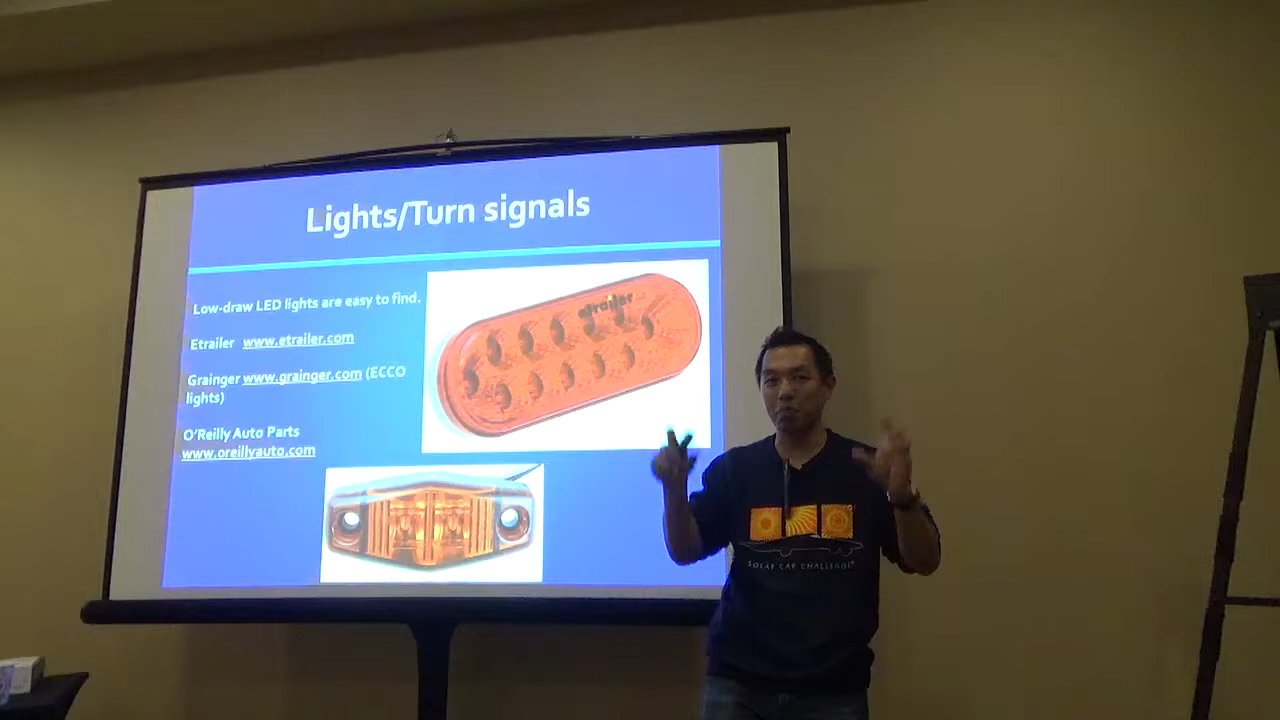 Lights/Turn signals
Low-draw LED lights are easy to find.
Etrailer www.etrailer.com
Grainger www.grainger.com (ECCO
lights)
O'Reilly Auto Parts
www.oreillyauto.com
etrailer
SOLAR CAR CHALLENGE